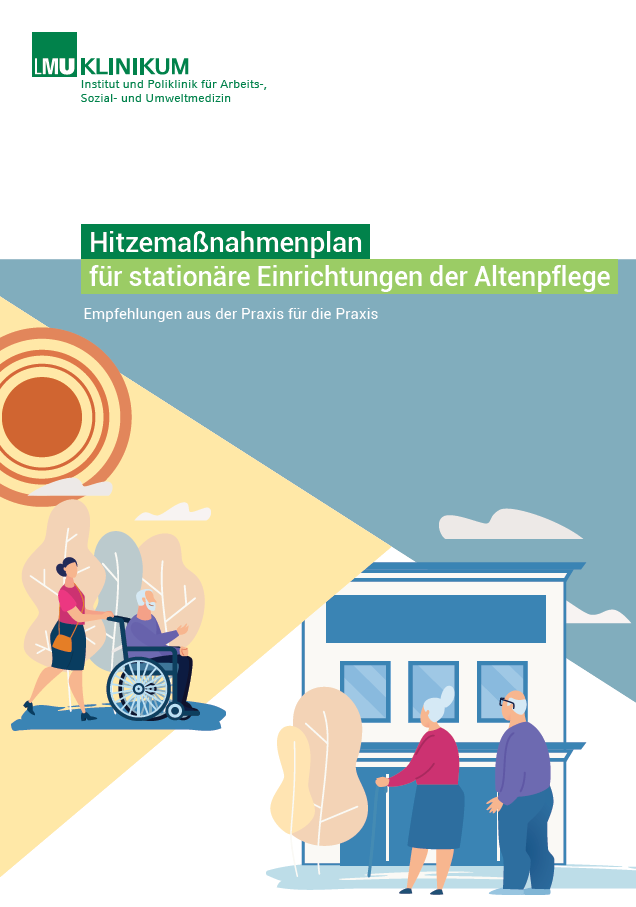 LMU KLINIKUM
Institut und Poliklinik für Arbeits-,
Sozial- und Umweltmedizin
Hitzemaßnahmenplan
für stationäre Einrichtungen der Altenpflege
Empfehlungen aus der Praxis für die Praxis